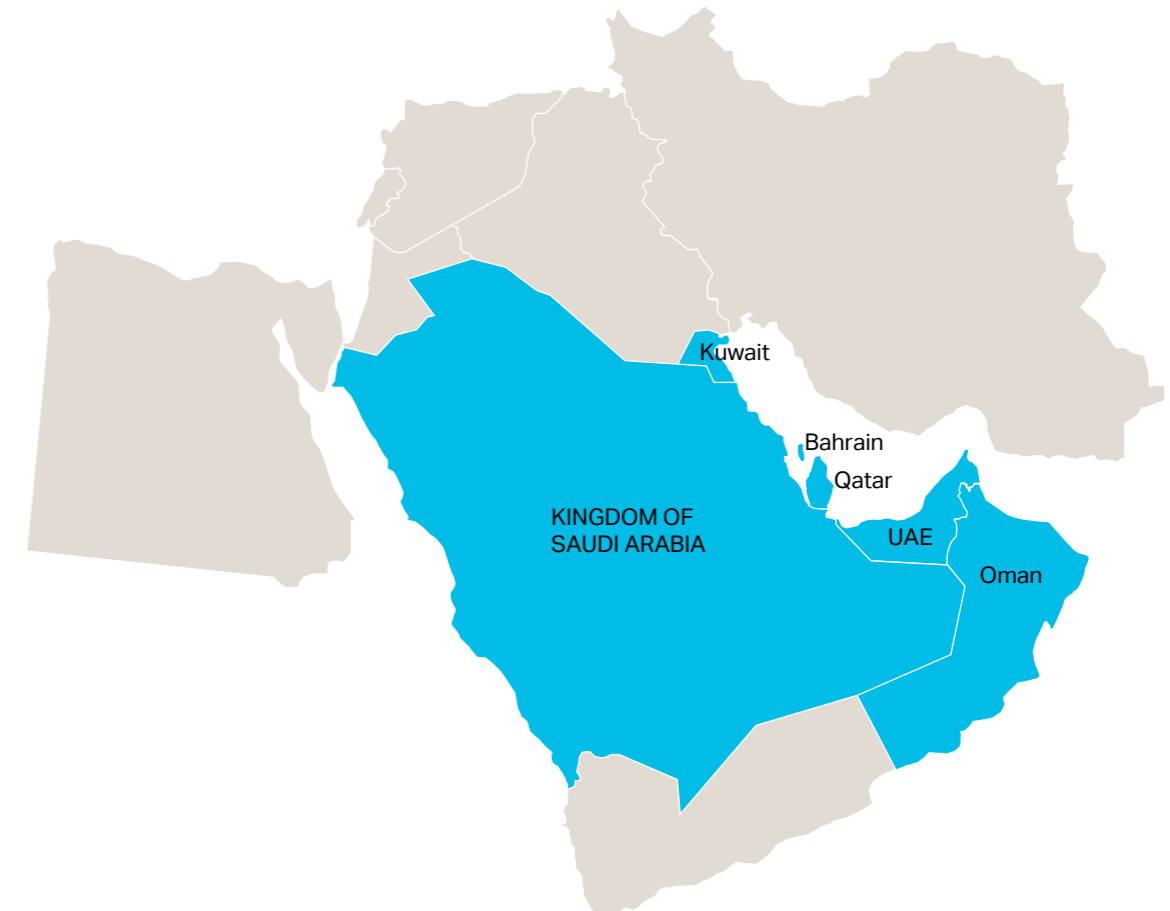 Kuwait
Bahrain
Qatar
KINGDOM OF
SAUDI ARABIA
UAE
Oman